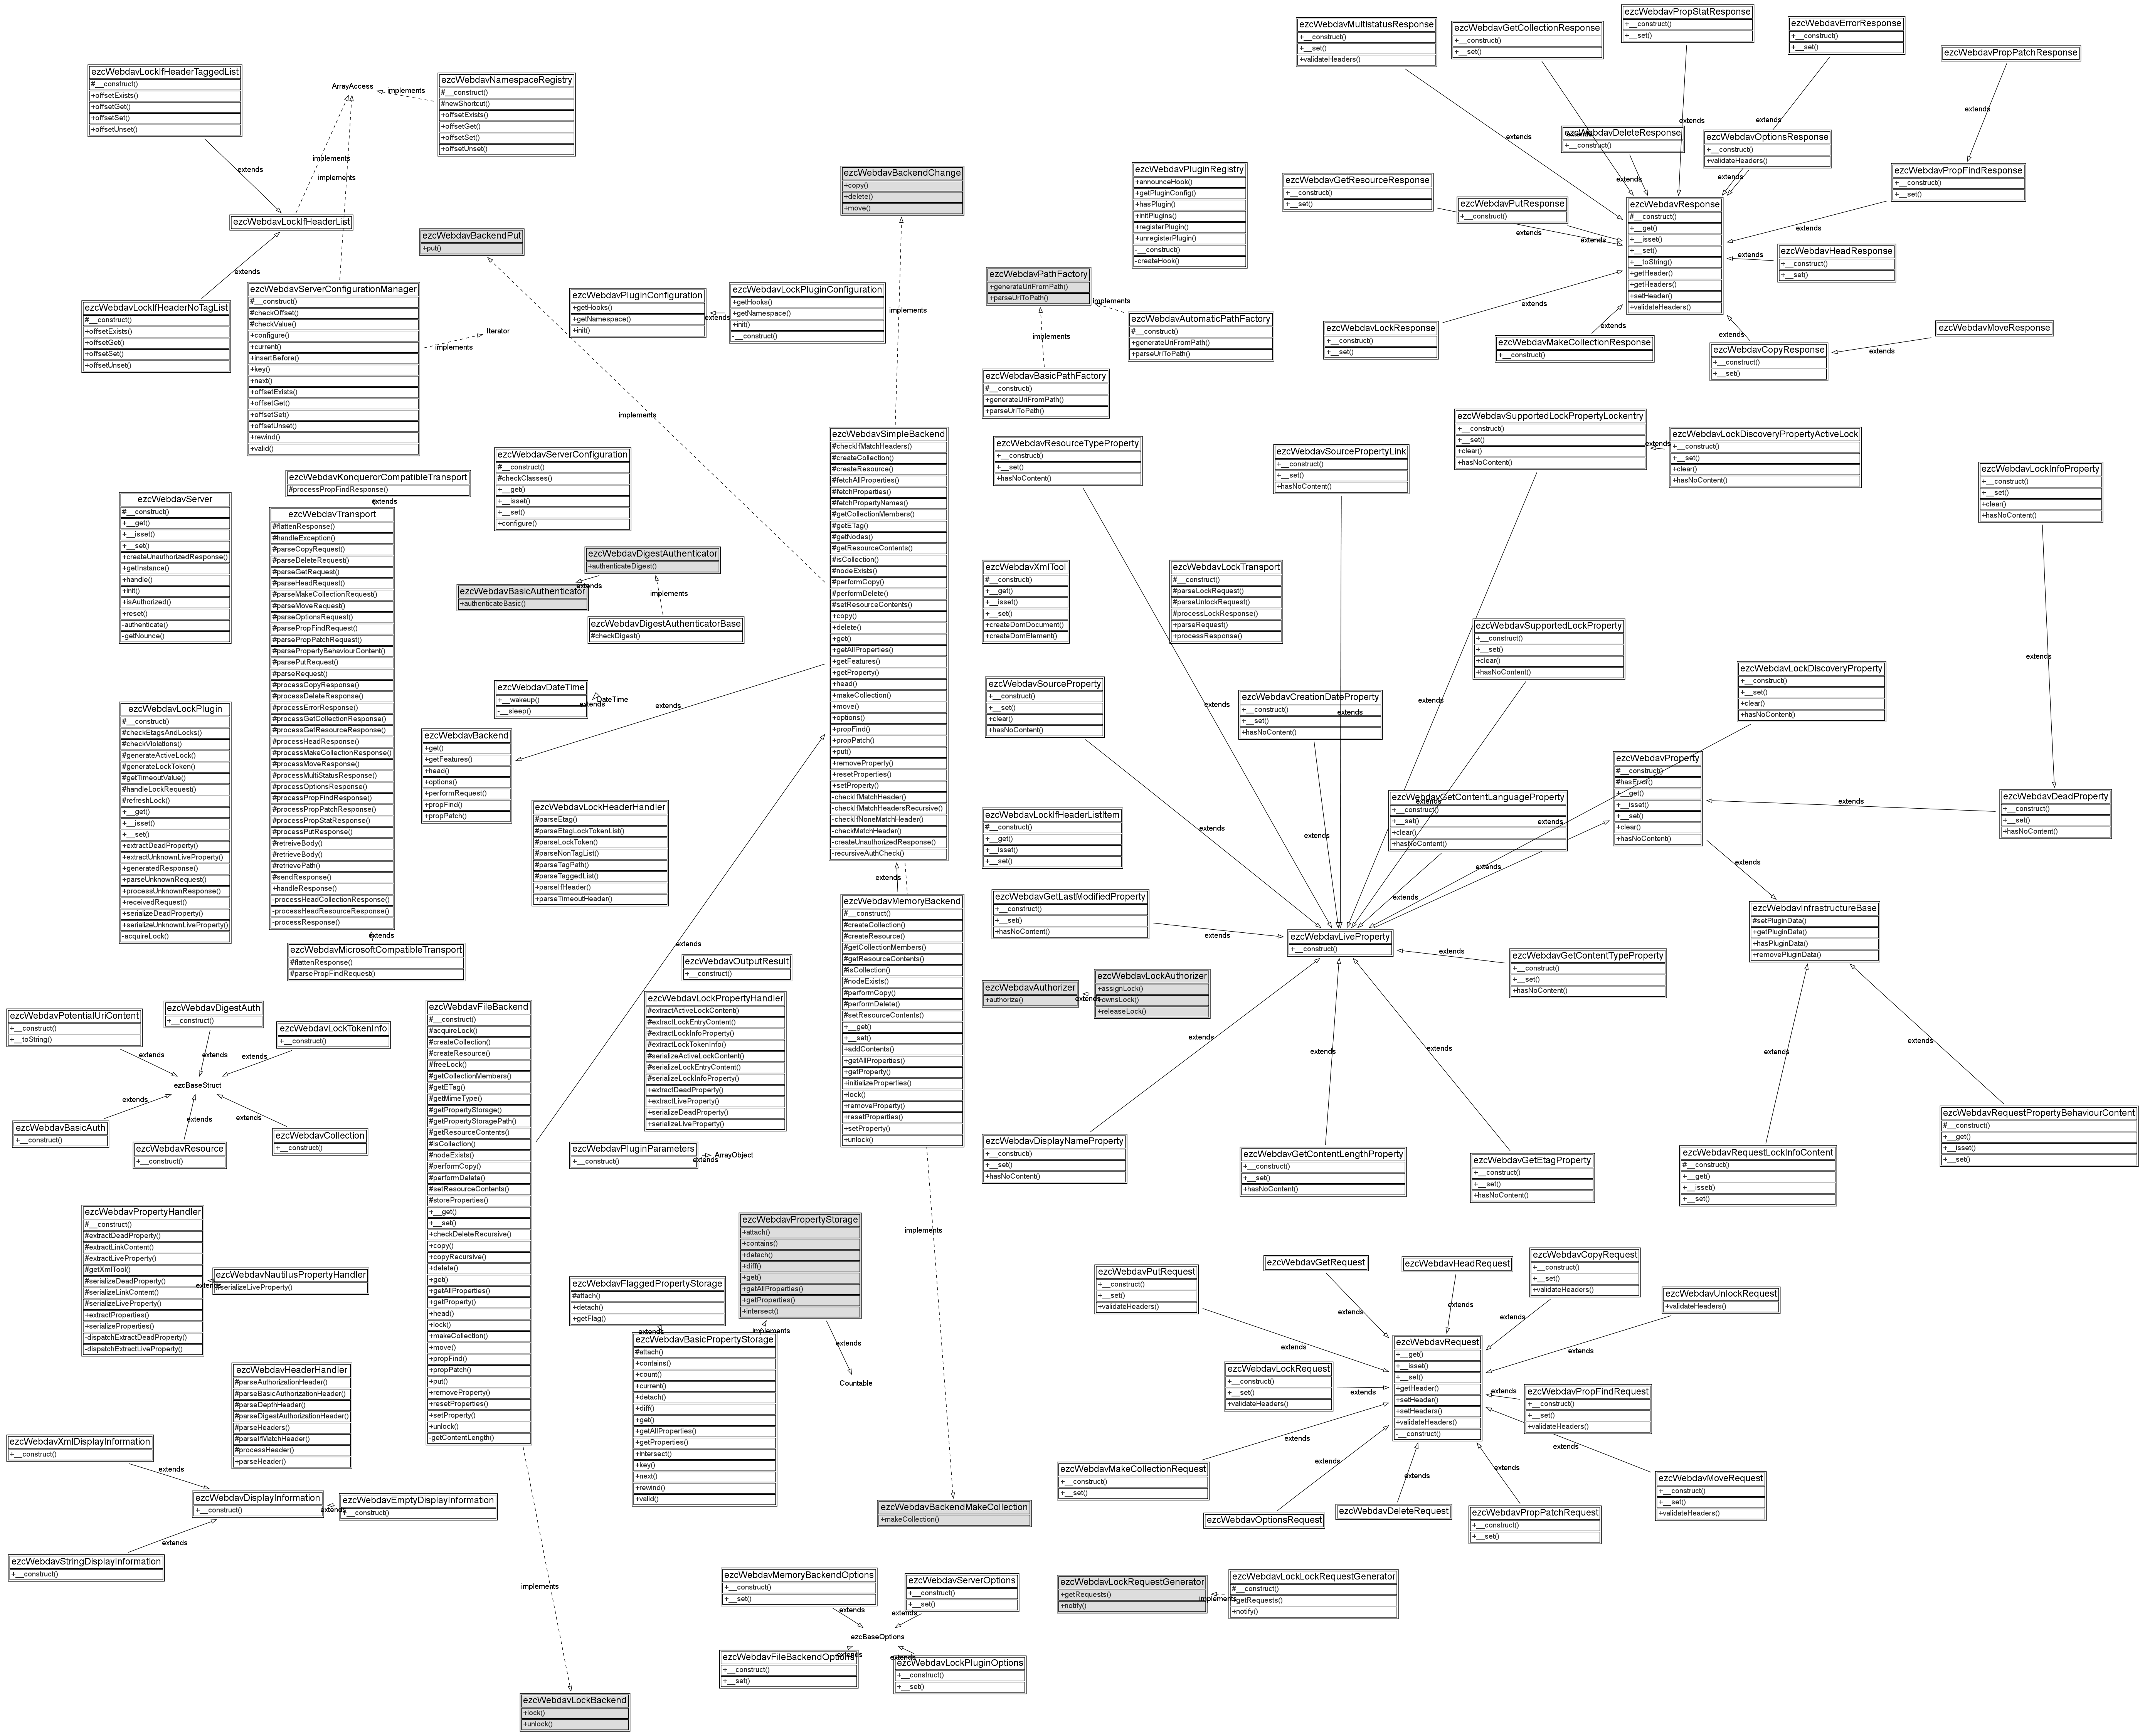 ezcWebdavMultistatusResponse
+__construct()
+__set()
+validateHeaders()
ezcWebdavGetCollectionResponse
+__construct()
+__set()
ezcWebdavPropStatResponse
+__construct()
+__set()
ezcWebdavErrorResponse
+__construct()
+__set()
ezcWebdavPropPatchResponse
extends
ezcWebdavLockIfHeaderTaggedList
#__construct()
+offsetExists()
+offsetGet()
+offsetSet()
+offsetUnset()
extends
ArrayAccess
implements
implements
implements
ezcWebdavNamespaceRegistry
#__construct()
#newShortcut()
+offsetExists()
+offsetGet()
+offsetSet()
+offsetUnset()
ezcWebdavLockIfHeaderList
extends
ezcWebdavLockIfHeaderNoTagList
#__construct()
+offsetExists()
+offsetGet()
+offsetSet()
+offsetUnset()
ezcWebdavServerConfigurationManager
#__construct()
#checkOffset()
#checkValue()
+configure()
+current()
+insertBefore()
+key()
+next()
+offsetExists()
+offsetGet()
+offsetSet()
+offsetUnset()
+rewind()
+valid()
Iterator
implements
ezcWebdavBackendPut
+put()
implements
ezcWebdavBackendChange
+copy()
+delete()
+move()
implements
ezcWebdavPluginConfiguration
+getHooks()
+getNamespace()
+init()
extends
ezcWebdavLockPluginConfiguration
+getHooks()
+getNamespace()
+init()
-__construct()
ezcWebdavPluginRegistry
+announceHook()
+getPluginConfig()
+hasPlugin()
+initPlugins()
+registerPlugin()
+unregisterPlugin()
-__construct()
-createHook()
ezcWebdavPathFactory
+generateUriFromPath()
+parseUriToPath()
implements
implements
ezcWebdavAutomaticPathFactory
#__construct()
+generateUriFromPath()
+parseUriToPath()
ezcWebdavBasicPathFactory
#__construct()
+generateUriFromPath()
+parseUriToPath()
ezcWebdavDeleteResponse
+__construct()
ezcWebdavOptionsResponse
+__construct()
+validateHeaders()
ezcWebdavPropFindResponse
+__construct()
+__set()
ezcWebdavGetResourceResponse
+__construct()
+__set()
ezcWebdavPutResponse
+__construct()
ezcWebdavResponse
#__construct()
+__get()
+__isset()
+__set()
+__toString()
+getHeader()
+getHeaders()
+setHeader()
+validateHeaders()
extends
extends
extends
extends
extends
extends
extends
extends
extends
extends
extends
extends
extends
extends
ezcWebdavHeadResponse
+__construct()
+__set()
ezcWebdavLockResponse
+__construct()
+__set()
ezcWebdavMakeCollectionResponse
+__construct()
ezcWebdavCopyResponse
+__construct()
+__set()
ezcWebdavMoveResponse
ezcWebdavServer
#__construct()
+__get()
+__isset()
+__set()
+createUnauthorizedResponse()
+getInstance()
+handle()
+init()
+isAuthorized()
+reset()
-authenticate()
-getNounce()
ezcWebdavKonquerorCompatibleTransport
#processPropFindResponse()
extends
ezcWebdavTransport
#flattenResponse()
#handleException()
#parseCopyRequest()
#parseDeleteRequest()
#parseGetRequest()
#parseHeadRequest()
#parseMakeCollectionRequest()
#parseMoveRequest()
#parseOptionsRequest()
#parsePropFindRequest()
#parsePropPatchRequest()
#parsePropertyBehaviourContent()
#parsePutRequest()
#parseRequest()
#processCopyResponse()
#processDeleteResponse()
#processErrorResponse()
#processGetCollectionResponse()
#processGetResourceResponse()
#processHeadResponse()
#processMakeCollectionResponse()
#processMoveResponse()
#processMultiStatusResponse()
#processOptionsResponse()
#processPropFindResponse()
#processPropPatchResponse()
#processPropStatResponse()
#processPutResponse()
#retreiveBody()
#retrieveBody()
#retrievePath()
#sendResponse()
+handleResponse()
-processHeadCollectionResponse()
-processHeadResourceResponse()
-processResponse()
extends
ezcWebdavMicrosoftCompatibleTransport
#flattenResponse()
#parsePropFindRequest()
ezcWebdavLockPlugin
#__construct()
#checkEtagsAndLocks()
#checkViolations()
#generateActiveLock()
#generateLockToken()
#getTimeoutValue()
#handleLockRequest()
#refreshLock()
+__get()
+__isset()
+__set()
+extractDeadProperty()
+extractUnknownLiveProperty()
+generatedResponse()
+parseUnknownRequest()
+processUnknownResponse()
+receivedRequest()
+serializeDeadProperty()
+serializeUnknownLiveProperty()
-acquireLock()
ezcWebdavServerConfiguration
#__construct()
#checkClasses()
+__get()
+__isset()
+__set()
+configure()
ezcWebdavDigestAuthenticator
+authenticateDigest()
extends
implements
ezcWebdavBasicAuthenticator
+authenticateBasic()
ezcWebdavDigestAuthenticatorBase
#checkDigest()
ezcWebdavDateTime
+__wakeup()
-__sleep()
extends
DateTime
ezcWebdavBackend
+get()
+getFeatures()
+head()
+options()
+performRequest()
+propFind()
+propPatch()
extends
ezcWebdavLockHeaderHandler
#parseEtag()
#parseEtagLockTokenList()
#parseLockToken()
#parseNonTagList()
#parseTagPath()
#parseTaggedList()
+parseIfHeader()
+parseTimeoutHeader()
ezcWebdavSimpleBackend
#checkIfMatchHeaders()
#createCollection()
#createResource()
#fetchAllProperties()
#fetchProperties()
#fetchPropertyNames()
#getCollectionMembers()
#getETag()
#getNodes()
#getResourceContents()
#isCollection()
#nodeExists()
#performCopy()
#performDelete()
#setResourceContents()
+copy()
+delete()
+get()
+getAllProperties()
+getFeatures()
+getProperty()
+head()
+makeCollection()
+move()
+options()
+propFind()
+propPatch()
+put()
+removeProperty()
+resetProperties()
+setProperty()
-checkIfMatchHeader()
-checkIfMatchHeadersRecursive()
-checkIfNoneMatchHeader()
-checkMatchHeader()
-createUnauthorizedResponse()
-recursiveAuthCheck()
extends
extends
ezcWebdavMemoryBackend
#__construct()
#createCollection()
#createResource()
#getCollectionMembers()
#getResourceContents()
#isCollection()
#nodeExists()
#performCopy()
#performDelete()
#setResourceContents()
+__get()
+__set()
+addContents()
+getAllProperties()
+getProperty()
+initializeProperties()
+lock()
+removeProperty()
+resetProperties()
+setProperty()
+unlock()
implements
ezcWebdavBackendMakeCollection
+makeCollection()
ezcWebdavOutputResult
+__construct()
ezcWebdavLockPropertyHandler
#extractActiveLockContent()
#extractLockEntryContent()
#extractLockInfoProperty()
#extractLockTokenInfo()
#serializeActiveLockContent()
#serializeLockEntryContent()
#serializeLockInfoProperty()
+extractDeadProperty()
+extractLiveProperty()
+serializeDeadProperty()
+serializeLiveProperty()
ezcWebdavPluginParameters
+__construct()
extends
ArrayObject
ezcWebdavFileBackend
#__construct()
#acquireLock()
#createCollection()
#createResource()
#freeLock()
#getCollectionMembers()
#getETag()
#getMimeType()
#getPropertyStorage()
#getPropertyStoragePath()
#getResourceContents()
#isCollection()
#nodeExists()
#performCopy()
#performDelete()
#setResourceContents()
#storeProperties()
+__get()
+__set()
+checkDeleteRecursive()
+copy()
+copyRecursive()
+delete()
+get()
+getAllProperties()
+getProperty()
+head()
+lock()
+makeCollection()
+move()
+propFind()
+propPatch()
+put()
+removeProperty()
+resetProperties()
+setProperty()
+unlock()
-getContentLength()
implements
ezcWebdavLockBackend
+lock()
+unlock()
ezcWebdavResourceTypeProperty
+__construct()
+__set()
+hasNoContent()
ezcWebdavSourcePropertyLink
+__construct()
+__set()
+hasNoContent()
ezcWebdavSupportedLockPropertyLockentry
+__construct()
+__set()
+clear()
+hasNoContent()
extends
ezcWebdavLockDiscoveryPropertyActiveLock
+__construct()
+__set()
+clear()
+hasNoContent()
ezcWebdavLockInfoProperty
+__construct()
+__set()
+clear()
+hasNoContent()
extends
ezcWebdavXmlTool
#__construct()
+__get()
+__isset()
+__set()
+createDomDocument()
+createDomElement()
ezcWebdavLockTransport
#__construct()
#parseLockRequest()
#parseUnlockRequest()
#processLockResponse()
+parseRequest()
+processResponse()
ezcWebdavSupportedLockProperty
+__construct()
+__set()
+clear()
+hasNoContent()
ezcWebdavSourceProperty
+__construct()
+__set()
+clear()
+hasNoContent()
ezcWebdavCreationDateProperty
+__construct()
+__set()
+hasNoContent()
ezcWebdavLockDiscoveryProperty
+__construct()
+__set()
+clear()
+hasNoContent()
ezcWebdavProperty
#__construct()
#hasError()
+__get()
+__isset()
+__set()
+clear()
+hasNoContent()
extends
ezcWebdavDeadProperty
+__construct()
+__set()
+hasNoContent()
ezcWebdavGetContentLanguageProperty
+__construct()
+__set()
+clear()
+hasNoContent()
ezcWebdavLockIfHeaderListItem
#__construct()
+__get()
+__isset()
+__set()
ezcWebdavGetLastModifiedProperty
+__construct()
+__set()
+hasNoContent()
ezcWebdavLiveProperty
+__construct()
extends
extends
extends
extends
extends
extends
extends
extends
extends
extends
extends
extends
extends
ezcWebdavGetContentTypeProperty
+__construct()
+__set()
+hasNoContent()
extends
ezcWebdavInfrastructureBase
#setPluginData()
+getPluginData()
+hasPluginData()
+removePluginData()
extends
extends
ezcWebdavRequestLockInfoContent
#__construct()
+__get()
+__isset()
+__set()
ezcWebdavRequestPropertyBehaviourContent
#__construct()
+__get()
+__isset()
+__set()
ezcWebdavAuthorizer
+authorize()
extends
ezcWebdavLockAuthorizer
+assignLock()
+ownsLock()
+releaseLock()
ezcWebdavDisplayNameProperty
+__construct()
+__set()
+hasNoContent()
ezcWebdavGetContentLengthProperty
+__construct()
+__set()
+hasNoContent()
ezcWebdavGetEtagProperty
+__construct()
+__set()
+hasNoContent()
ezcWebdavPotentialUriContent
+__construct()
+__toString()
ezcWebdavDigestAuth
+__construct()
ezcWebdavLockTokenInfo
+__construct()
extends
extends
extends
ezcBaseStruct
extends
extends
extends
ezcWebdavBasicAuth
+__construct()
ezcWebdavResource
+__construct()
ezcWebdavCollection
+__construct()
ezcWebdavPropertyHandler
#__construct()
#extractDeadProperty()
#extractLinkContent()
#extractLiveProperty()
#getXmlTool()
#serializeDeadProperty()
#serializeLinkContent()
#serializeLiveProperty()
+extractProperties()
+serializeProperties()
-dispatchExtractDeadProperty()
-dispatchExtractLiveProperty()
extends
ezcWebdavNautilusPropertyHandler
#serializeLiveProperty()
ezcWebdavHeaderHandler
#parseAuthorizationHeader()
#parseBasicAuthorizationHeader()
#parseDepthHeader()
#parseDigestAuthorizationHeader()
#parseHeaders()
#parseIfMatchHeader()
#processHeader()
+parseHeader()
ezcWebdavXmlDisplayInformation
+__construct()
extends
ezcWebdavDisplayInformation
+__construct()
extends
ezcWebdavEmptyDisplayInformation
+__construct()
extends
ezcWebdavStringDisplayInformation
+__construct()
ezcWebdavFlaggedPropertyStorage
#attach()
+detach()
+getFlag()
extends
ezcWebdavPropertyStorage
+attach()
+contains()
+detach()
+diff()
+get()
+getAllProperties()
+getProperties()
+intersect()
implements
extends
Countable
ezcWebdavBasicPropertyStorage
#attach()
+contains()
+count()
+current()
+detach()
+diff()
+get()
+getAllProperties()
+getProperties()
+intersect()
+key()
+next()
+rewind()
+valid()
ezcWebdavMemoryBackendOptions
+__construct()
+__set()
ezcWebdavServerOptions
+__construct()
+__set()
extends
extends
ezcBaseOptions
extends
extends
ezcWebdavFileBackendOptions
+__construct()
+__set()
ezcWebdavLockPluginOptions
+__construct()
+__set()
ezcWebdavPutRequest
+__construct()
+__set()
+validateHeaders()
ezcWebdavGetRequest
ezcWebdavHeadRequest
ezcWebdavCopyRequest
+__construct()
+__set()
+validateHeaders()
ezcWebdavUnlockRequest
+validateHeaders()
ezcWebdavLockRequest
+__construct()
+__set()
+validateHeaders()
ezcWebdavRequest
+__get()
+__isset()
+__set()
+getHeader()
+setHeader()
+setHeaders()
+validateHeaders()
-__construct()
extends
extends
extends
extends
extends
extends
extends
extends
extends
extends
extends
extends
ezcWebdavPropFindRequest
+__construct()
+__set()
+validateHeaders()
ezcWebdavMakeCollectionRequest
+__construct()
+__set()
ezcWebdavOptionsRequest
ezcWebdavDeleteRequest
ezcWebdavPropPatchRequest
+__construct()
+__set()
ezcWebdavMoveRequest
+__construct()
+__set()
+validateHeaders()
ezcWebdavLockRequestGenerator
+getRequests()
+notify()
implements
ezcWebdavLockLockRequestGenerator
#__construct()
+getRequests()
+notify()